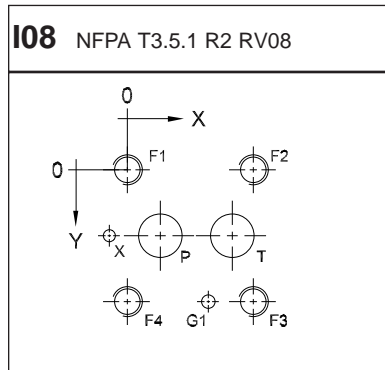 I08 NFPA T3.5.1 R2 RV08
0
X
0 F1 F2
Y X P T
F4 G1 F3